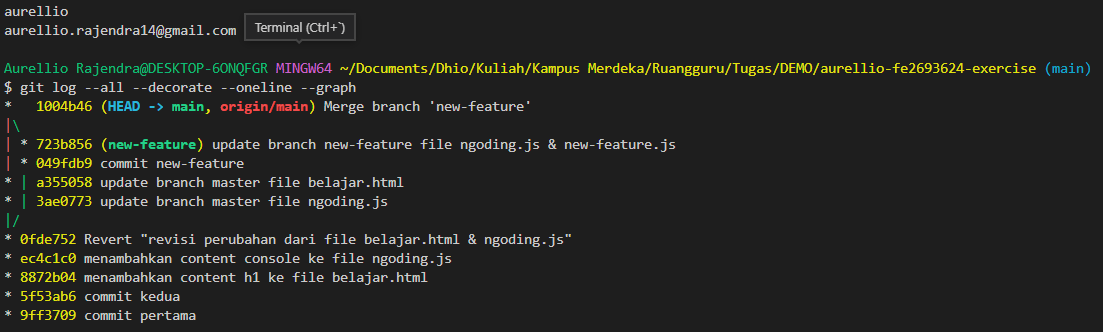 aurellio
aurellio.rajendra14@gmail.com
Terminal (Ctrl+`)
Aurellio Rajendra@DESKTOP-6ONQFGR MINGW64 ~/Documents/Dhio/Kuliah/Kampus Merdeka/Ruangguru/Tugas/DEMO/aurellio-fe2693624-exercise (main)
$ git log --all --decorate --oneline --graph
*   1004b46 (HEAD -> main, origin/main) Merge branch 'new-feature'
|\
| * 723b856 (new-feature) update branch new-feature file ngoding.js & new-feature.js
| * 049fdb9 commit new-feature
* | a355058 update branch master file belajar.html
* | 3ae0773 update branch master file ngoding.js
|/
* 0fde752 Revert "revisi perubahan dari file belajar.html & ngoding.js"
* ec4c1c0 menambahkan content console ke file ngoding.js
* 8872b04 menambahkan content h1 ke file belajar.html
* 5f53ab6 commit kedua
* 9ff3709 commit pertama